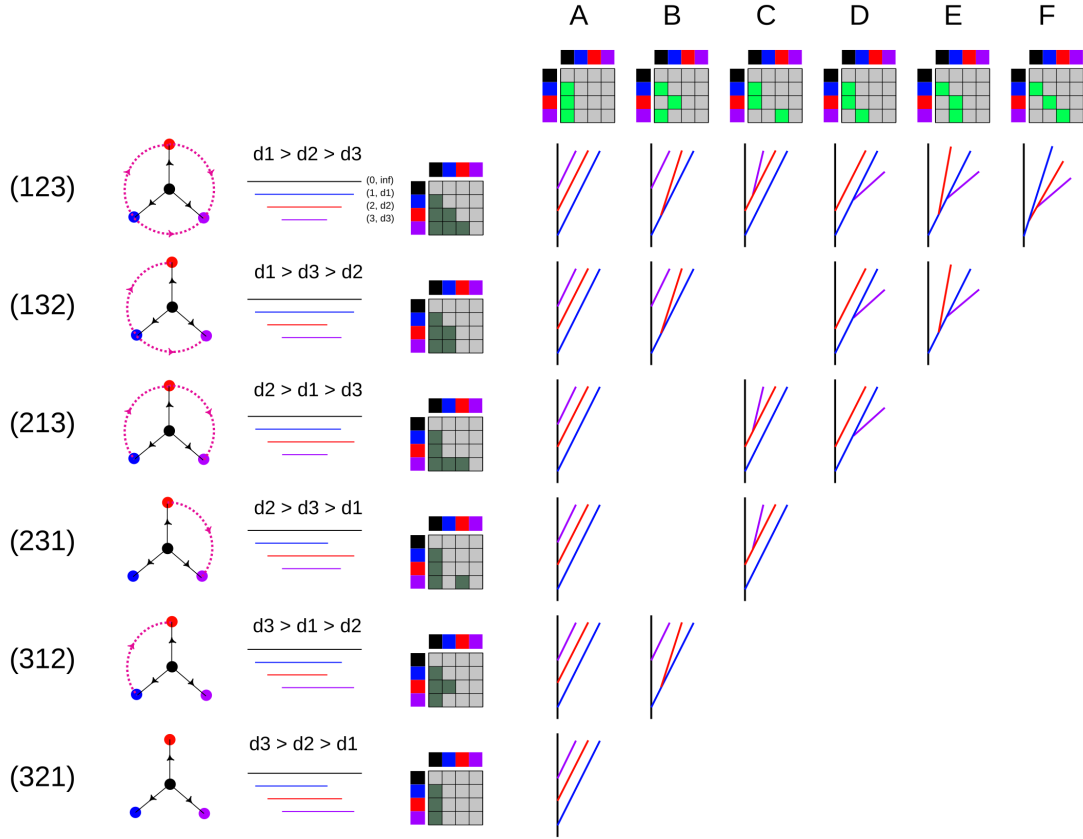 A B C D E F
(123)
d1 > d2 > d3
(0, inf)
(1, d1)
(2, d2)
(3, d3)
(132)
d1 > d3 > d2
(213)
d2 > d1 > d3
(231)
d2 > d3 > d1
(312)
d3 > d1 > d2
(321)
d3 > d2 > d1